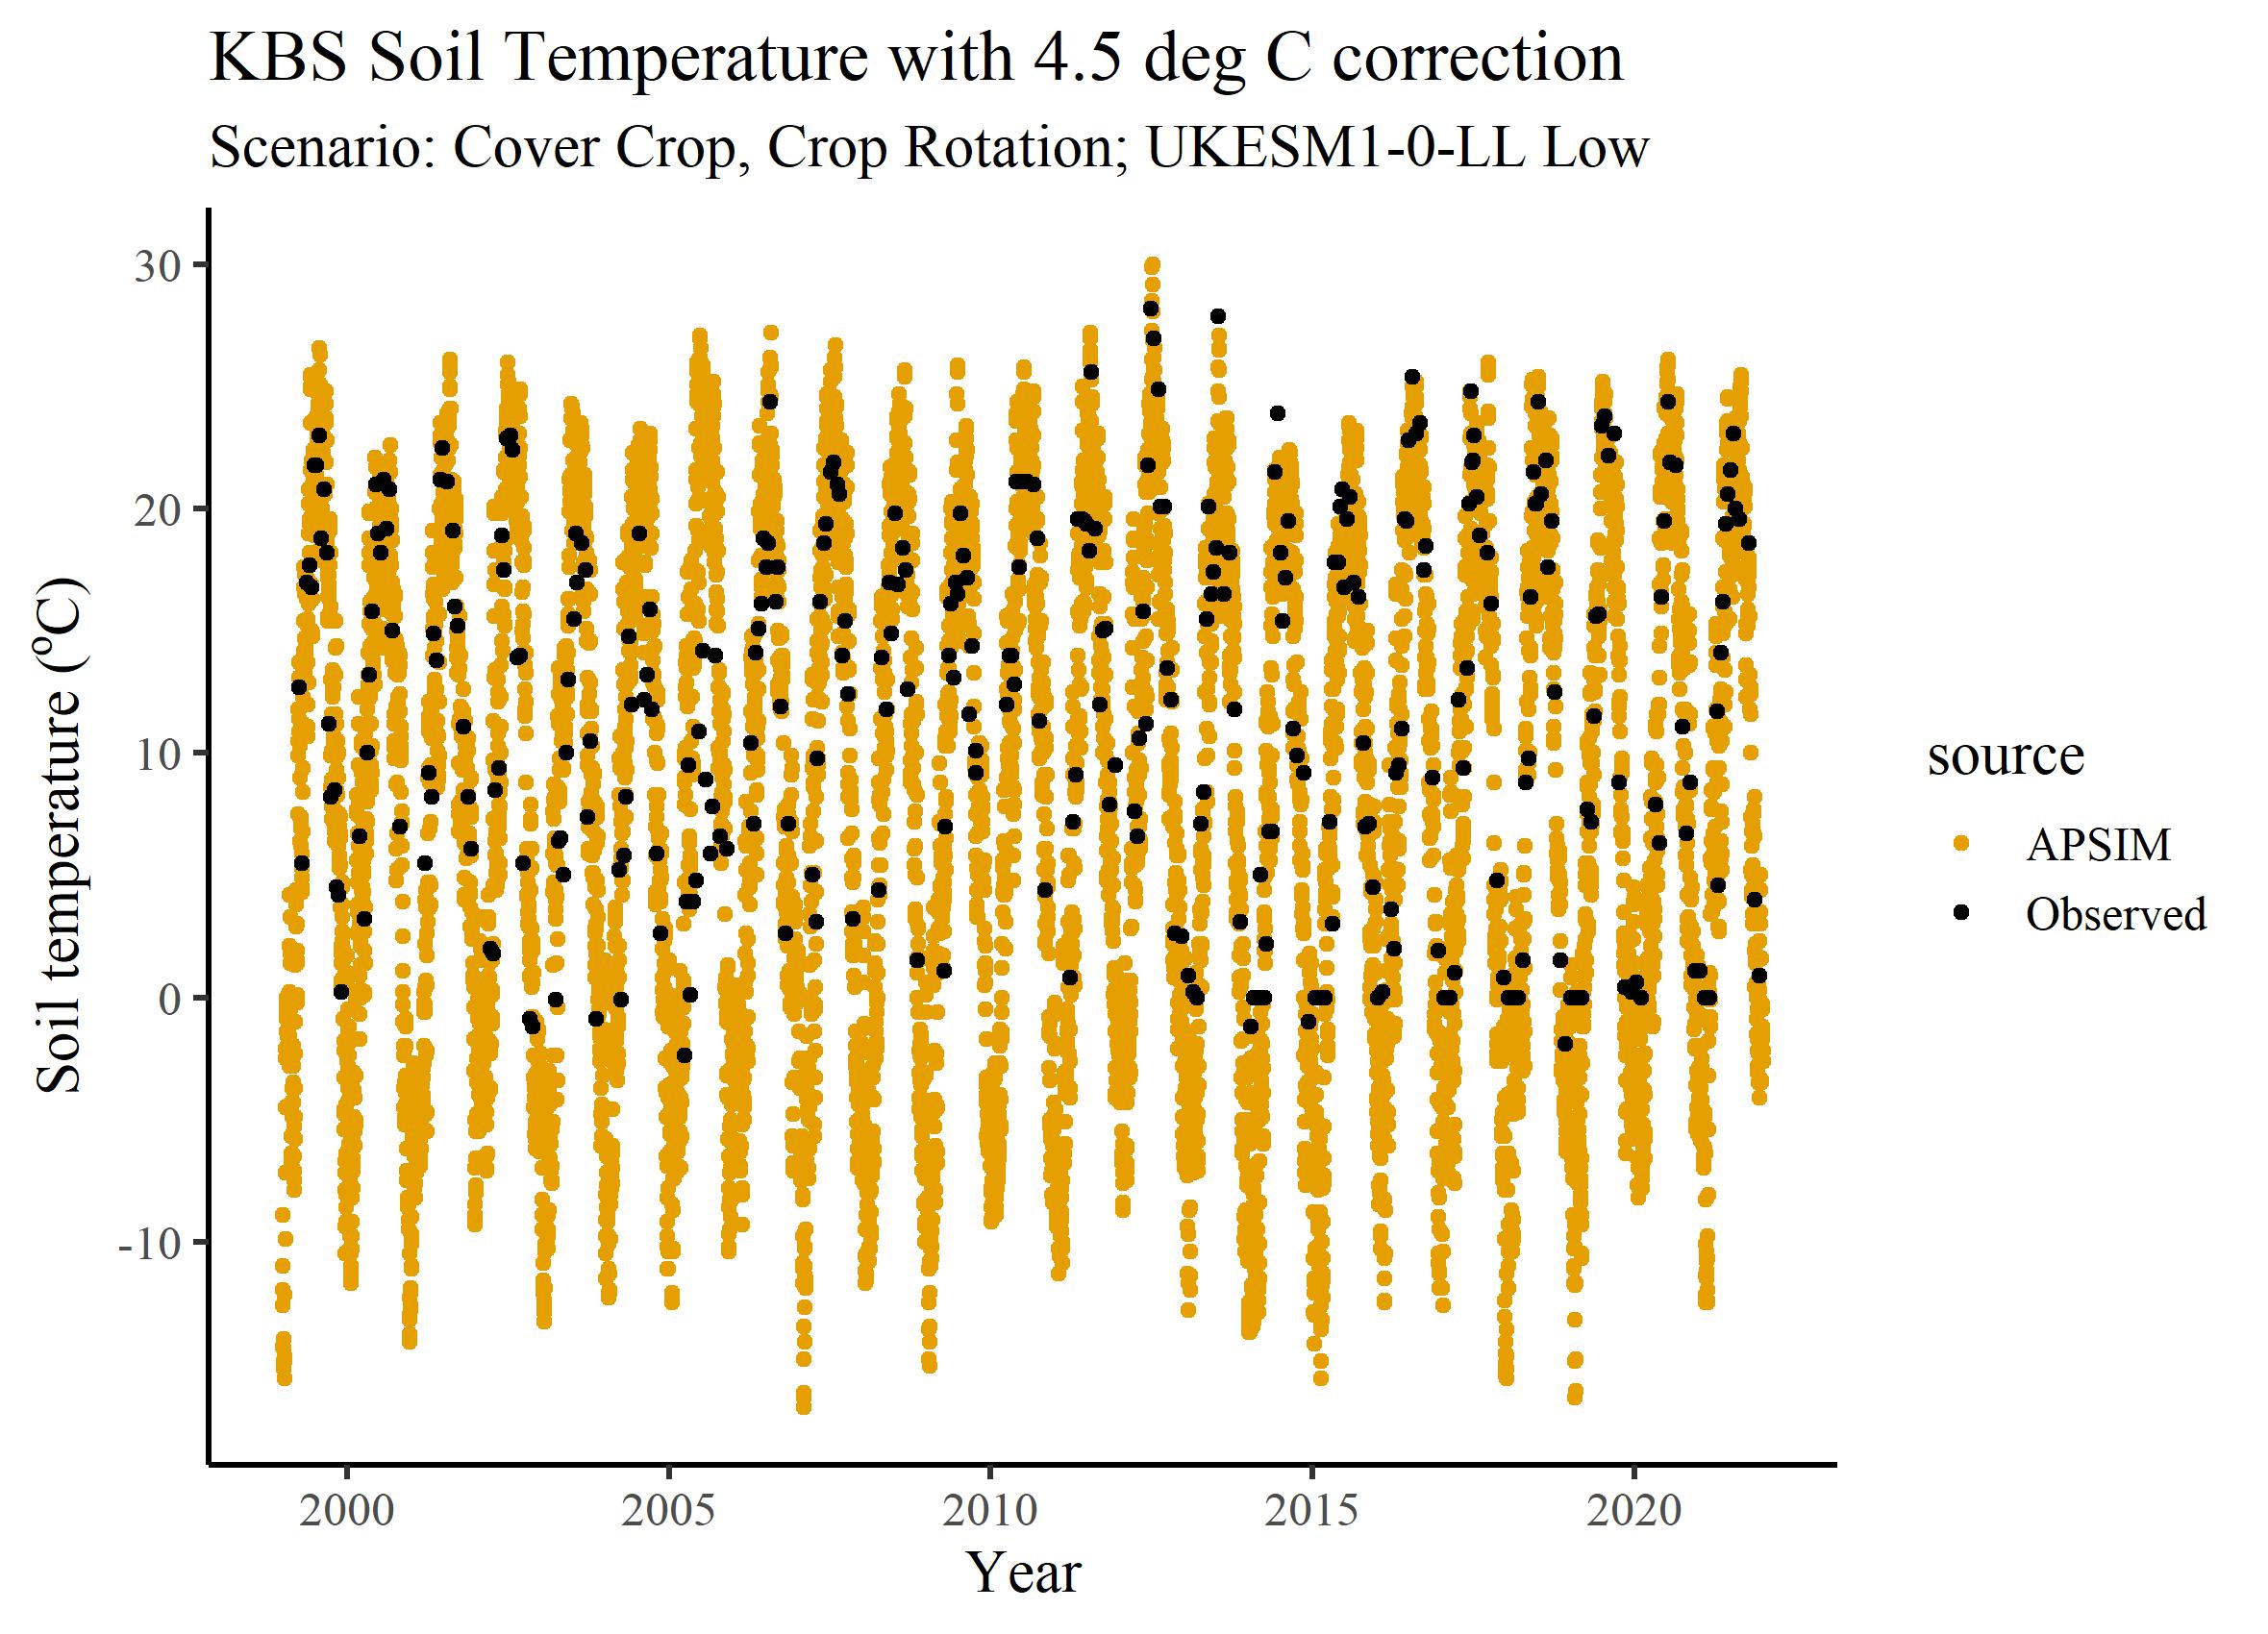 KBS Soil Temperature with 4.5 deg C correction
Scenario: Cover Crop, Crop Rotation; UKESM1-0-LL Low
Soil temperature (°C)
30
20
10
0
-10
2000 2005 2010 2015 2020
Year
source
APSIM
Observed